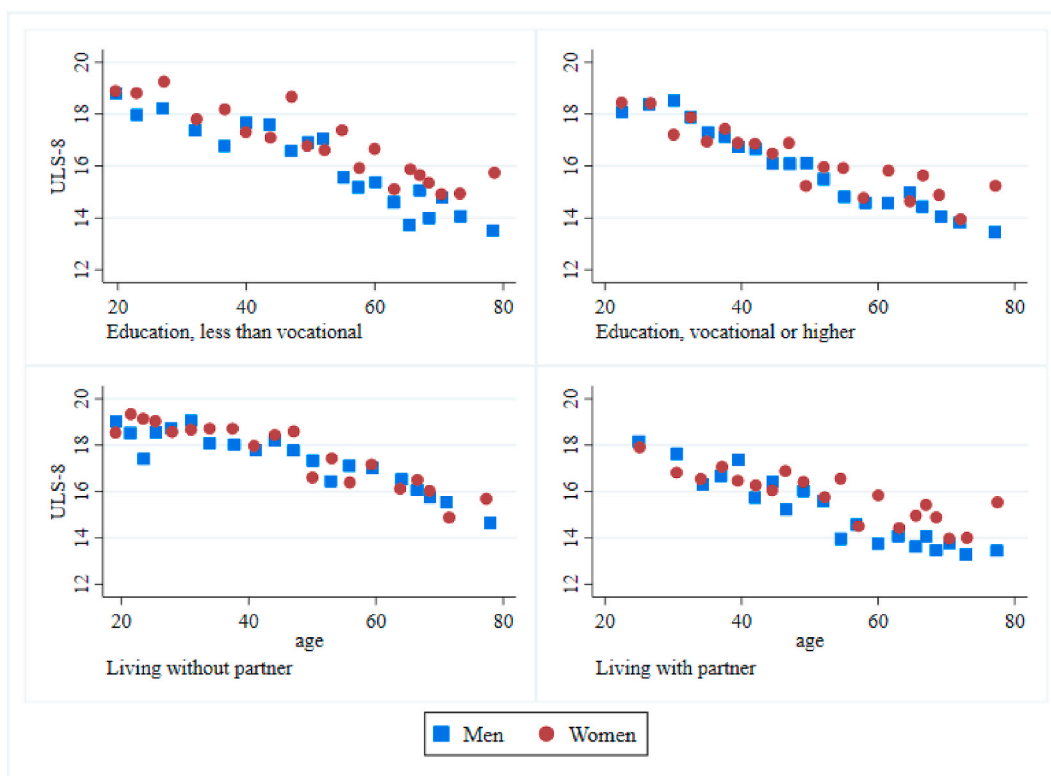 ULS-8
20
18
16
14
12
20 40 60 80
Education, less than vocational
20
18
16
14
12
20 40 60 80
Education, vocational or higher
ULS-8
20
18
16
14
12
20 40 60 80
age
Living without partner
20
18
16
14
12
20 40 60 80
age
Living with partner
Men Women